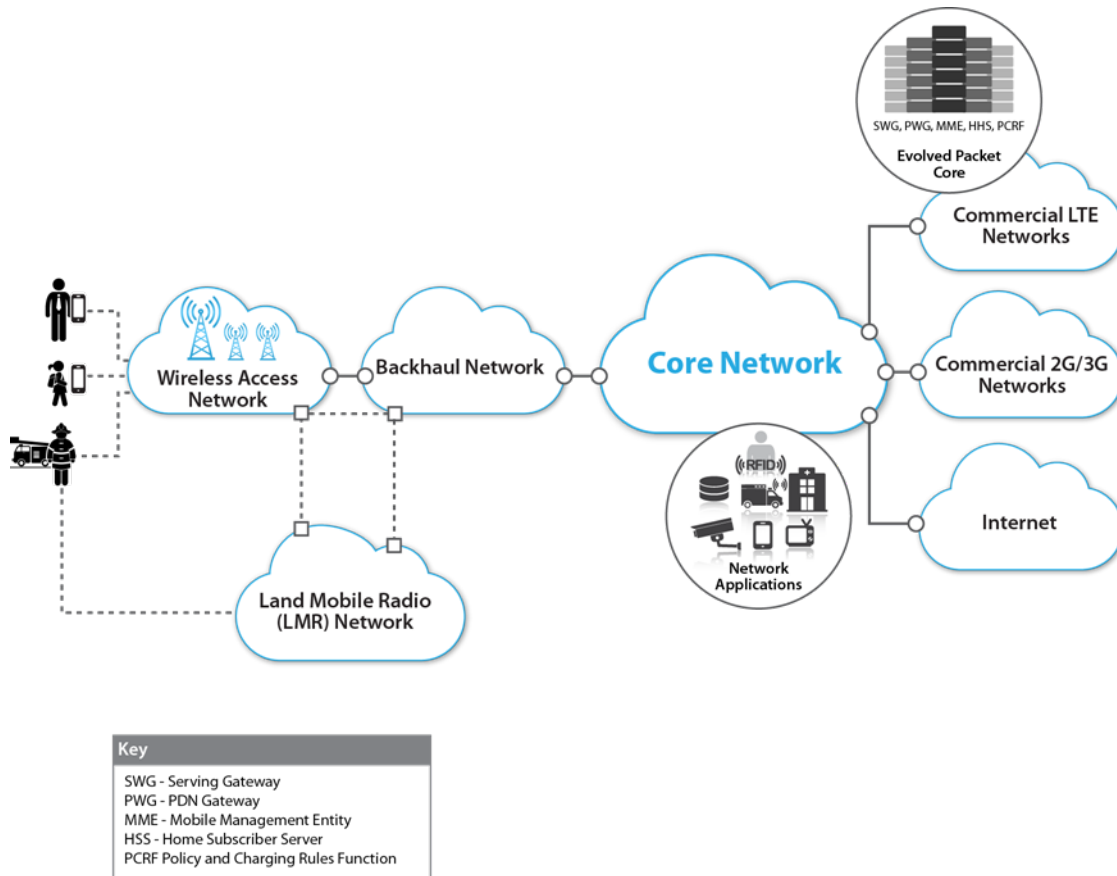 SWG, PWG, MME, HHS, PCRF
Evolved Packet
Core
Commercial LTE
Networks
Wireless Access
Network
Backhaul Network
Core Network
Commercial 2G/3G
Networks
RFID
Network
Applications
Internet
Land Mobile Radio
(LMR) Network
Key
SWG - Serving Gateway
PWG - PDN Gateway
MME - Mobile Management Entity
HSS - Home Subscriber Server
PCRF Policy and Charging Rules Function